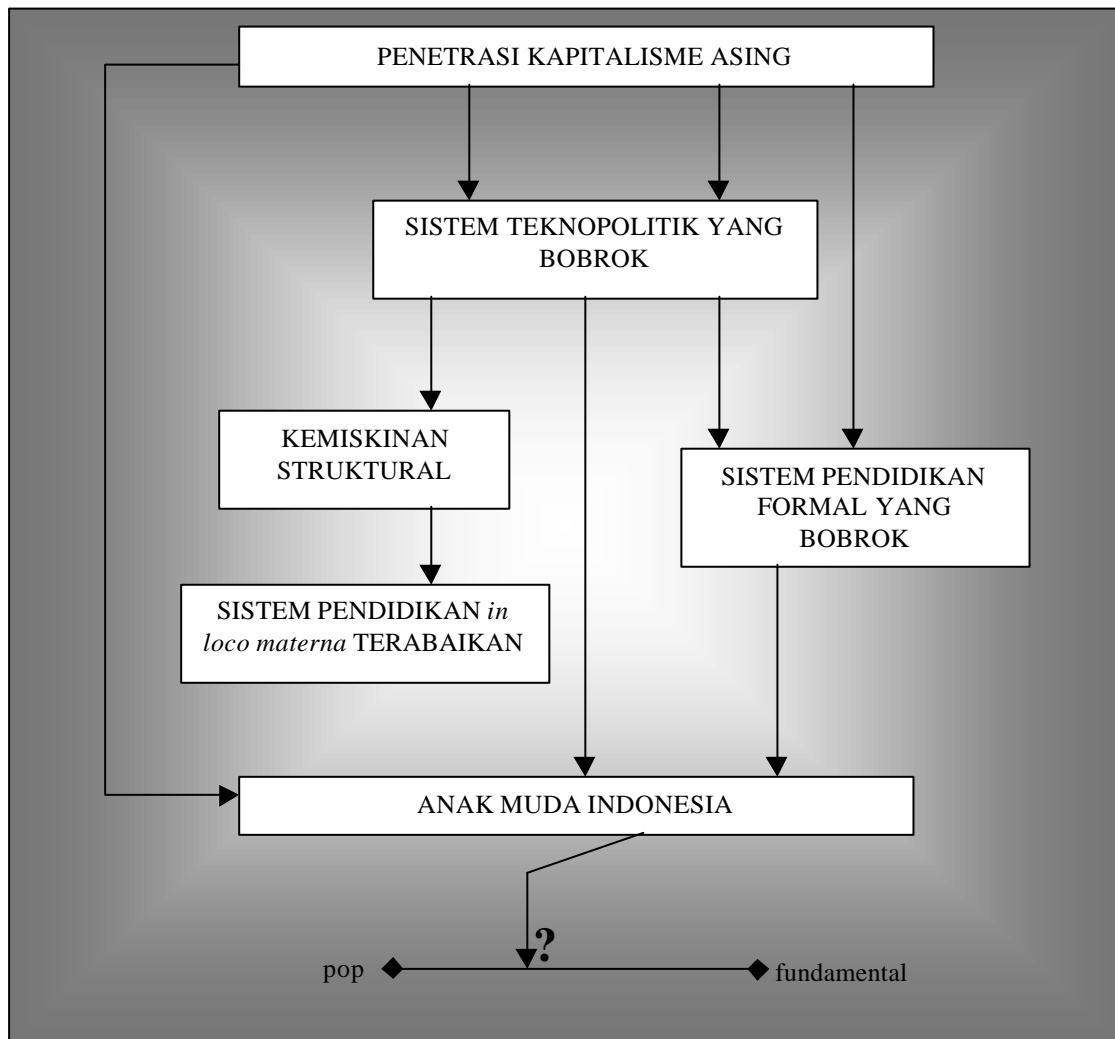 PENETRASI KAPITALISME ASING
SISTEM TEKNOPOLITIK YANG
BOBROK
KEMISKINAN
STRUKTURAL
SISTEM PENDIDIKAN
FORMAL YANG
BOBROK
SISTEM PENDIDIKAN in
loco materna TERABAIKAN
ANAK MUDA INDONESIA
?
pop
fundamental